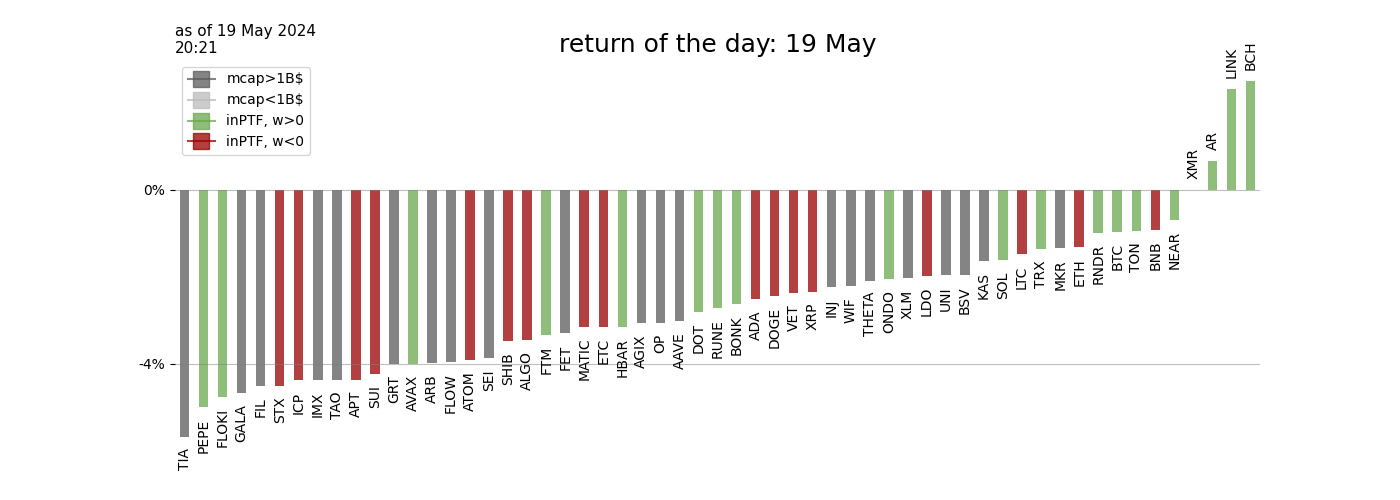 as of 19 May 2024
20:21
return of the day: 19 May
mcap>1B$
mcap<1B$
inPTF, w>0
inPTF, w<0
0%
-4%
TIA
PEPE
FLOKI
GALA
FIL
STX
ICP
IMX
TAO
APT
SUI
GRT
AVAX
ARB
FLOW
ATOM
SEI
SHIB
ALGO
FTM
FET
MATIC
ETC
HBAR
AGIX
OP
AAVE
DOT
RUNE
BONK
ADA
DOGE
VET
XRP
INJ
WIF
THETA
ONDO
XLM
LDO
UNI
BSV
KAS
SOL
LTC
TRX
MKR
ETH
RNDR
BTC
TON
BNB
NEAR
XMR
AR
LINK
BCH